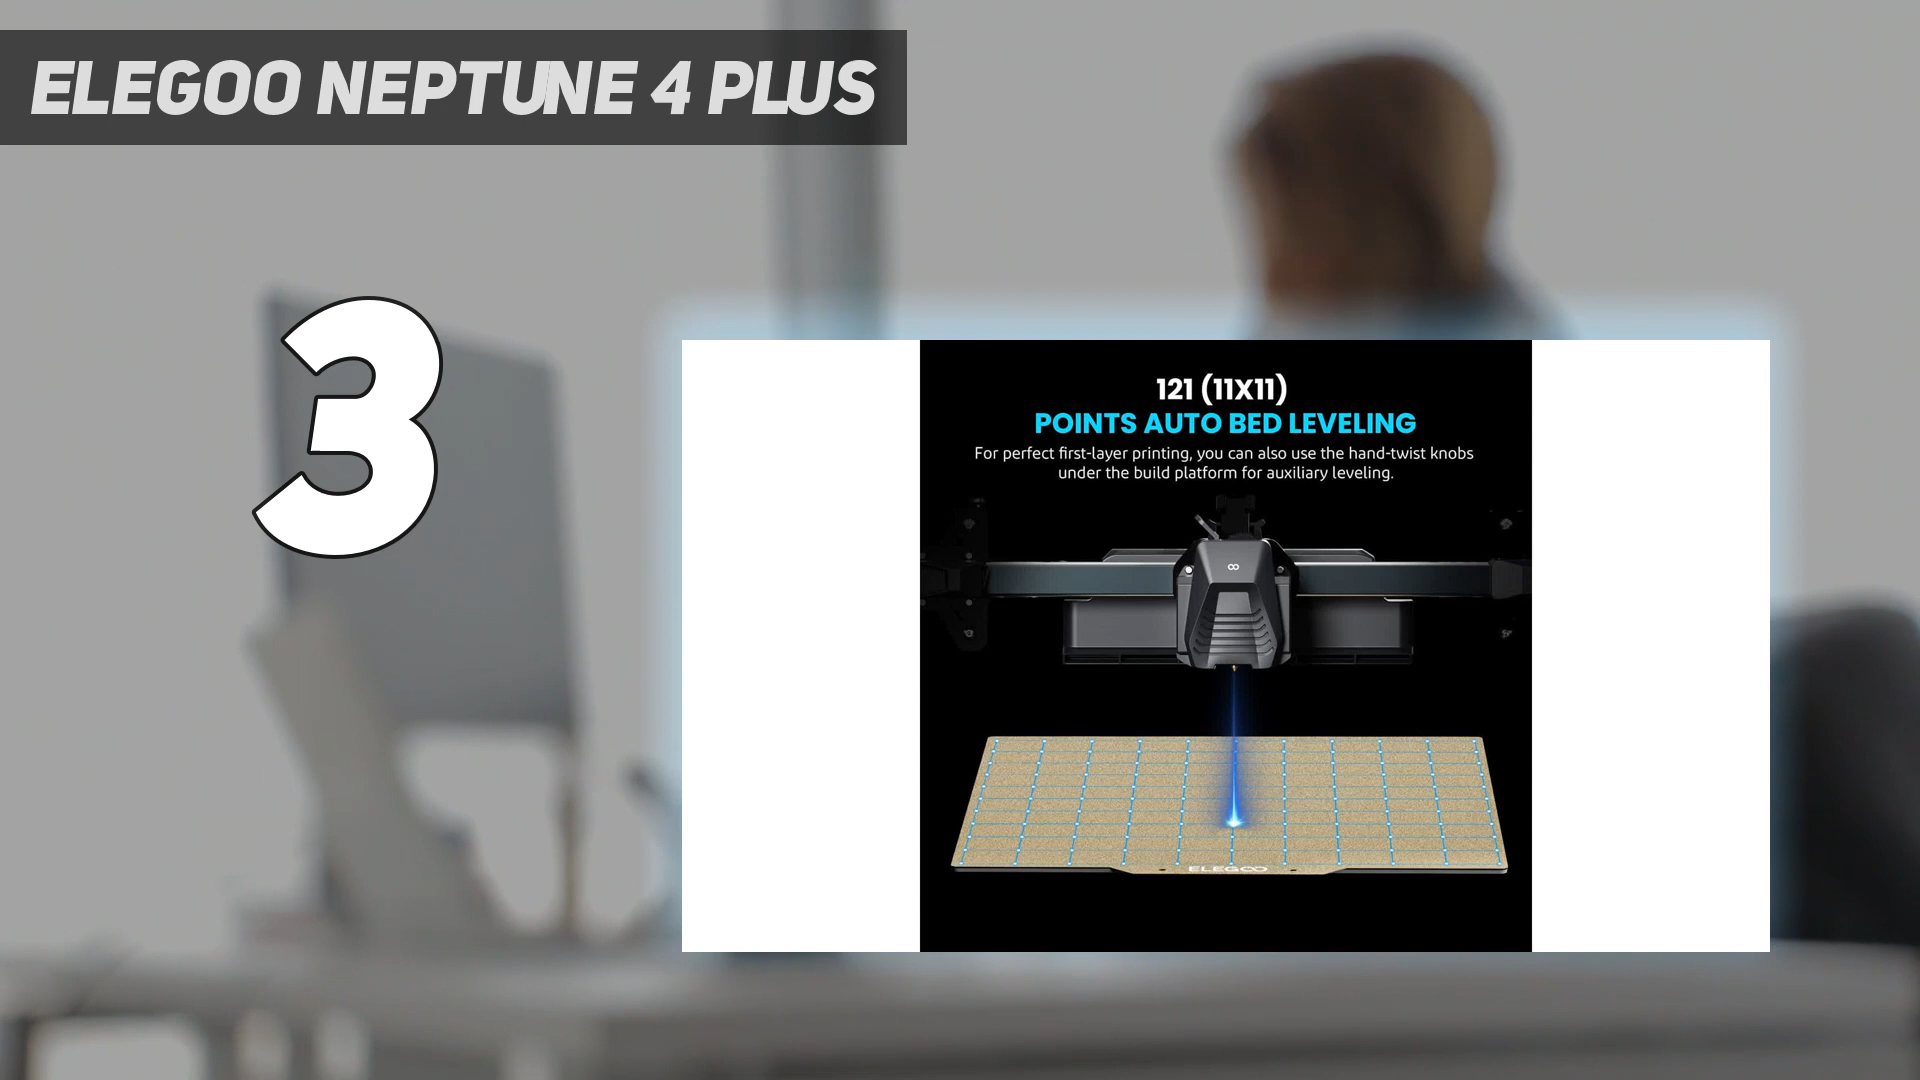 ELEGOO NEPTUNE 4 PLUS
3
121 (11X11)
POINTS AUTO BED LEVELING
For perfect first-layer printing, you can also use the hand-twist knobs
under the build platform for auxiliary leveling.
ELEGOO